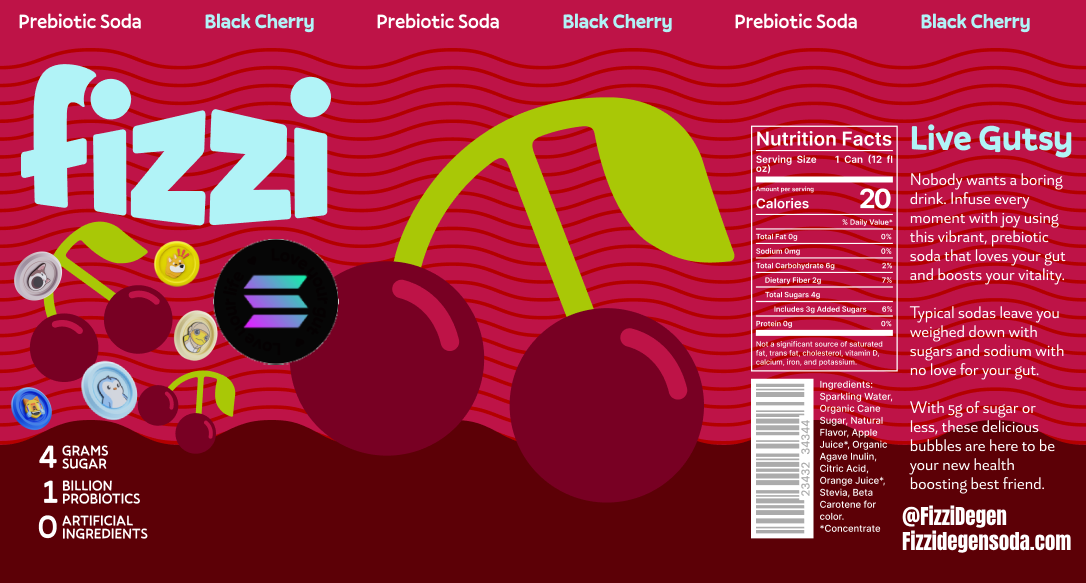 Prebiotic Soda Black Cherry Prebiotic Soda Black Cherry Prebiotic Soda Black Cherry
fizzi
4 GRAMS
SUGAR
1 BILLION
PROBIOTICS
0 ARTIFICIAL
INGREDIENTS
Nutrition Facts
Serving Size 1 Can (12 fl
oz)
Amount per serving
Calories 20
% Daily Value*
Total Fat 0g 0%
Sodium 0mg 0%
Total Carbohydrate 6g 2%
Dietary Fiber 2g 7%
Total Sugars 4g
Includes 3g Added Sugars 6%
Protein 0g 0%
Not a significant source of saturated
fat, trans fat, cholesterol, vitamin D,
calcium, iron, and potassium.
23432 34344
Ingredients:
Sparkling Water,
Organic Cane
Sugar, Natural
Flavor, Apple
Juice*, Organic
Agave Inulin,
Citric Acid,
Orange Juice*,
Stevia, Beta
Carotene for
color.
*Concentrate
Live Gutsy
Nobody wants a boring
drink. Infuse every
moment with joy using
this vibrant, prebiotic
soda that loves your gut
and boosts your vitality.
Typical sodas leave you
weighed down with
sugars and sodium with
no love for your gut.
With 5g of sugar or
less, these delicious
bubbles are here to be
your new health
boosting best friend.
@FizziDegen
Fizzidegensoda.com